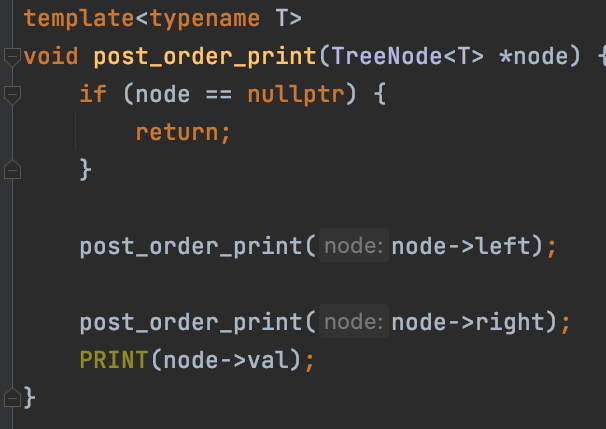 template<typename T>
void post_order_print(TreeNode<T> *node) {
    if (node == nullptr) {
        return;
    }

    post_order_print( node: node->left);

    post_order_print( node: node->right);
    PRINT(node->val);
}